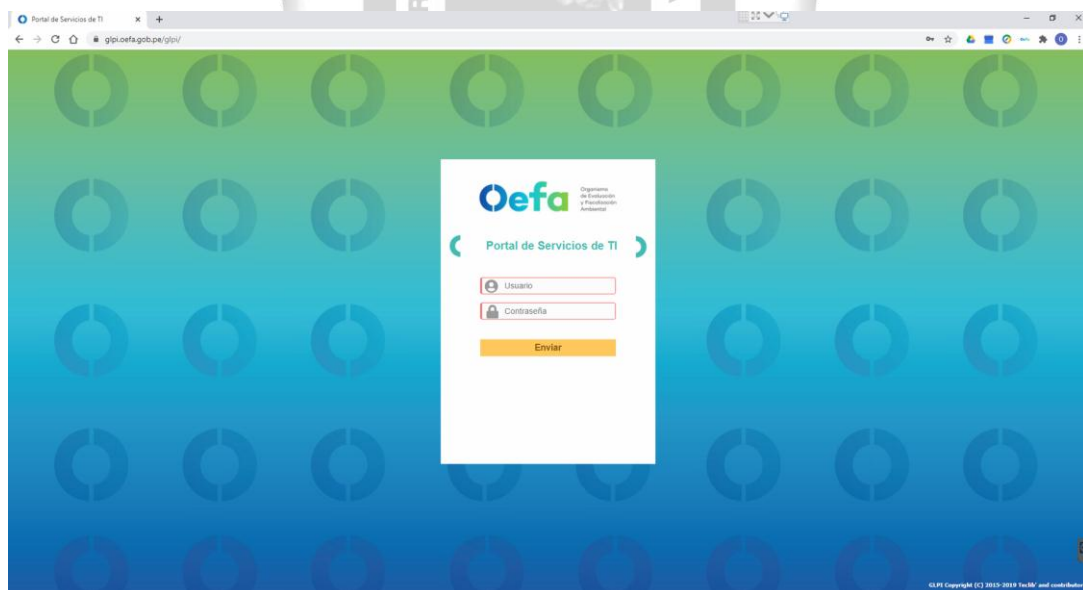 Portal de Servicios de TI
glpi.oefa.gob.pe/glpi/
Oefa
Organismo
de Evaluación
y Fiscalización
Ambiental
Portal de Servicios de TI
Usuario
Contraseña
Enviar
GLPI Copyright (C) 2015-2019 Teclib' and contributors